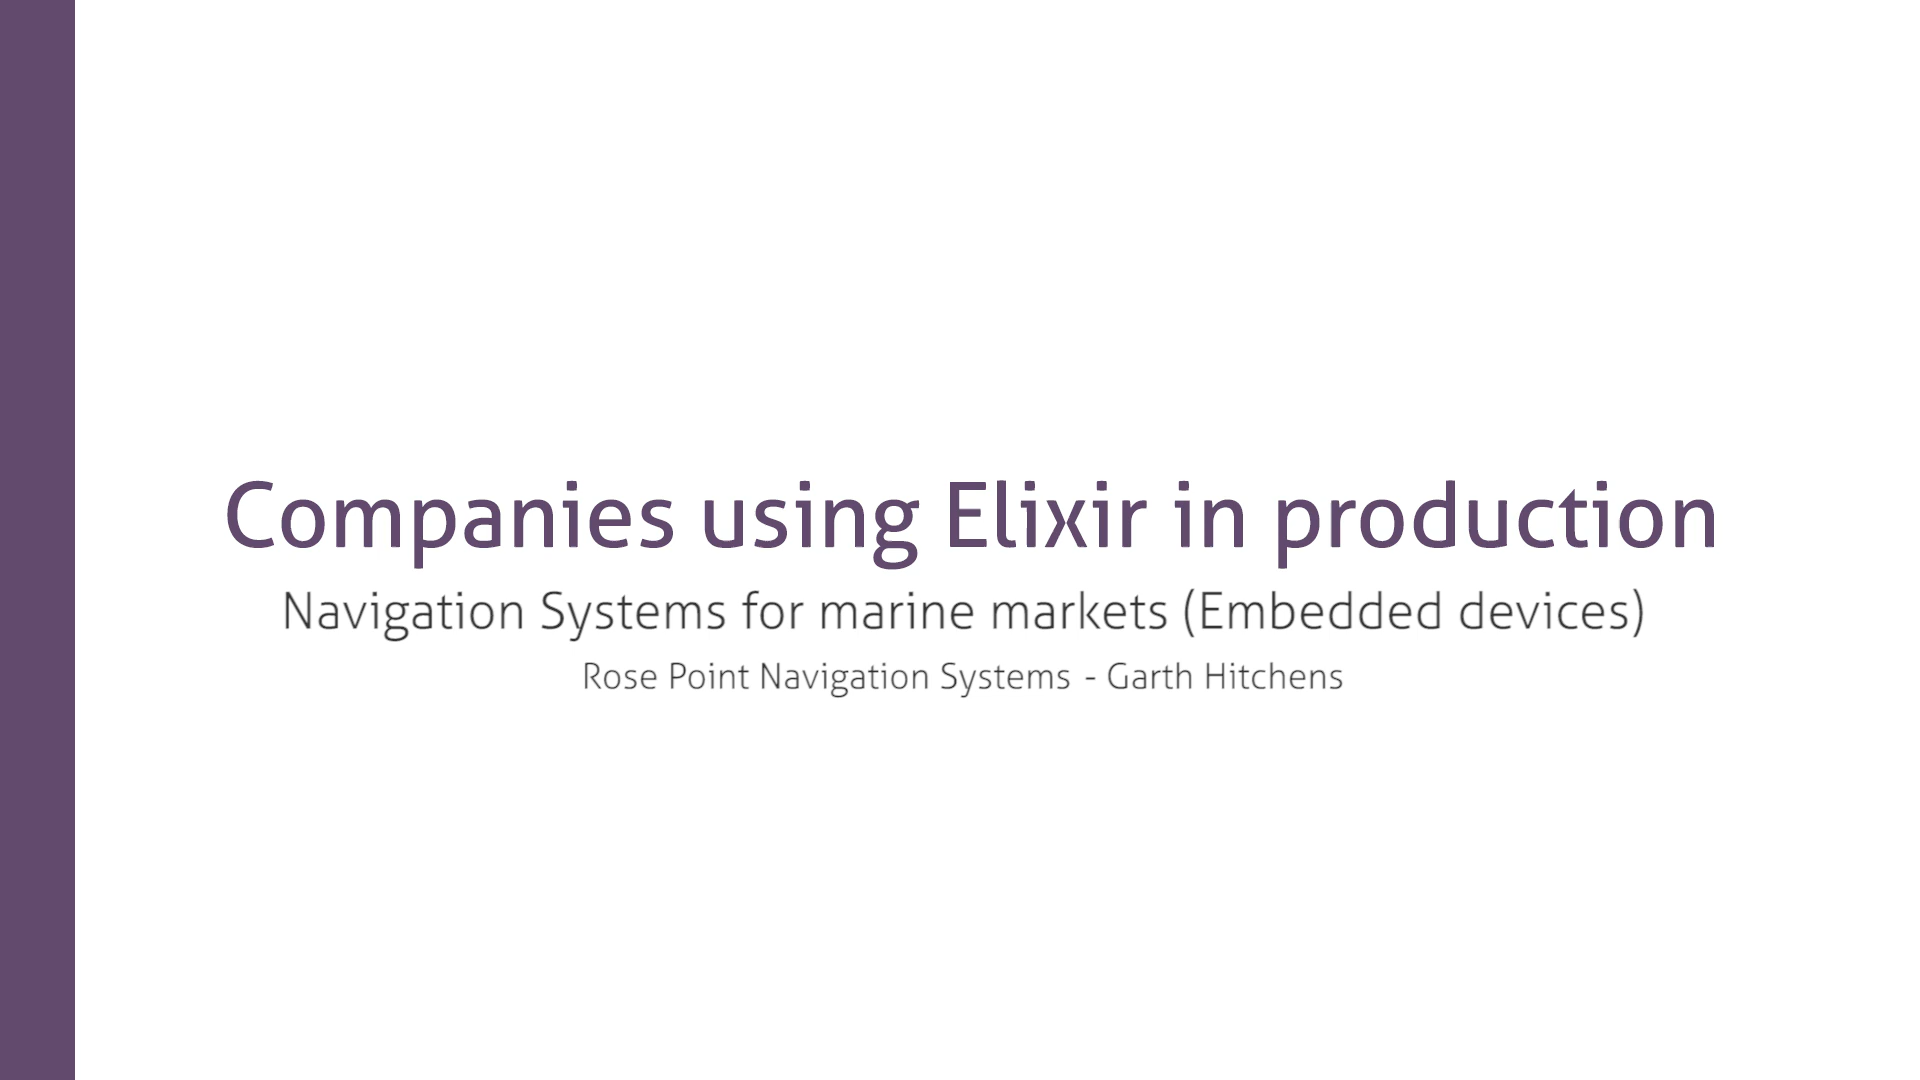 Companies using Elixir in production
Navigation Systems for marine markets (Embedded devices)
Rose Point Navigation Systems - Garth Hitchens